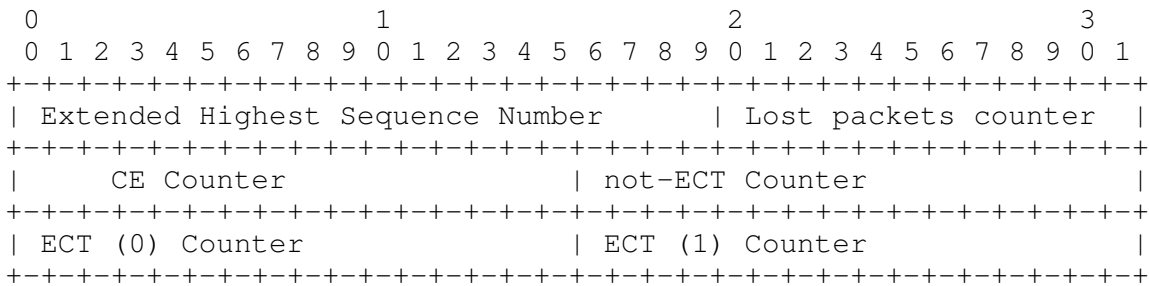 0                   1                   2                   3
 0 1 2 3 4 5 6 7 8 9 0 1 2 3 4 5 6 7 8 9 0 1 2 3 4 5 6 7 8 9 0 1
+-+-+-+-+-+-+-+-+-+-+-+-+-+-+-+-+-+-+-+-+-+-+-+-+-+-+-+-+-+-+-+-+
| Extended Highest Sequence Number      | Lost packets counter  |
+-+-+-+-+-+-+-+-+-+-+-+-+-+-+-+-+-+-+-+-+-+-+-+-+-+-+-+-+-+-+-+-+
|     CE Counter                | not-ECT Counter               |
+-+-+-+-+-+-+-+-+-+-+-+-+-+-+-+-+-+-+-+-+-+-+-+-+-+-+-+-+-+-+-+-+
| ECT (0) Counter               | ECT (1) Counter               |
+-+-+-+-+-+-+-+-+-+-+-+-+-+-+-+-+-+-+-+-+-+-+-+-+-+-+-+-+-+-+-+-+